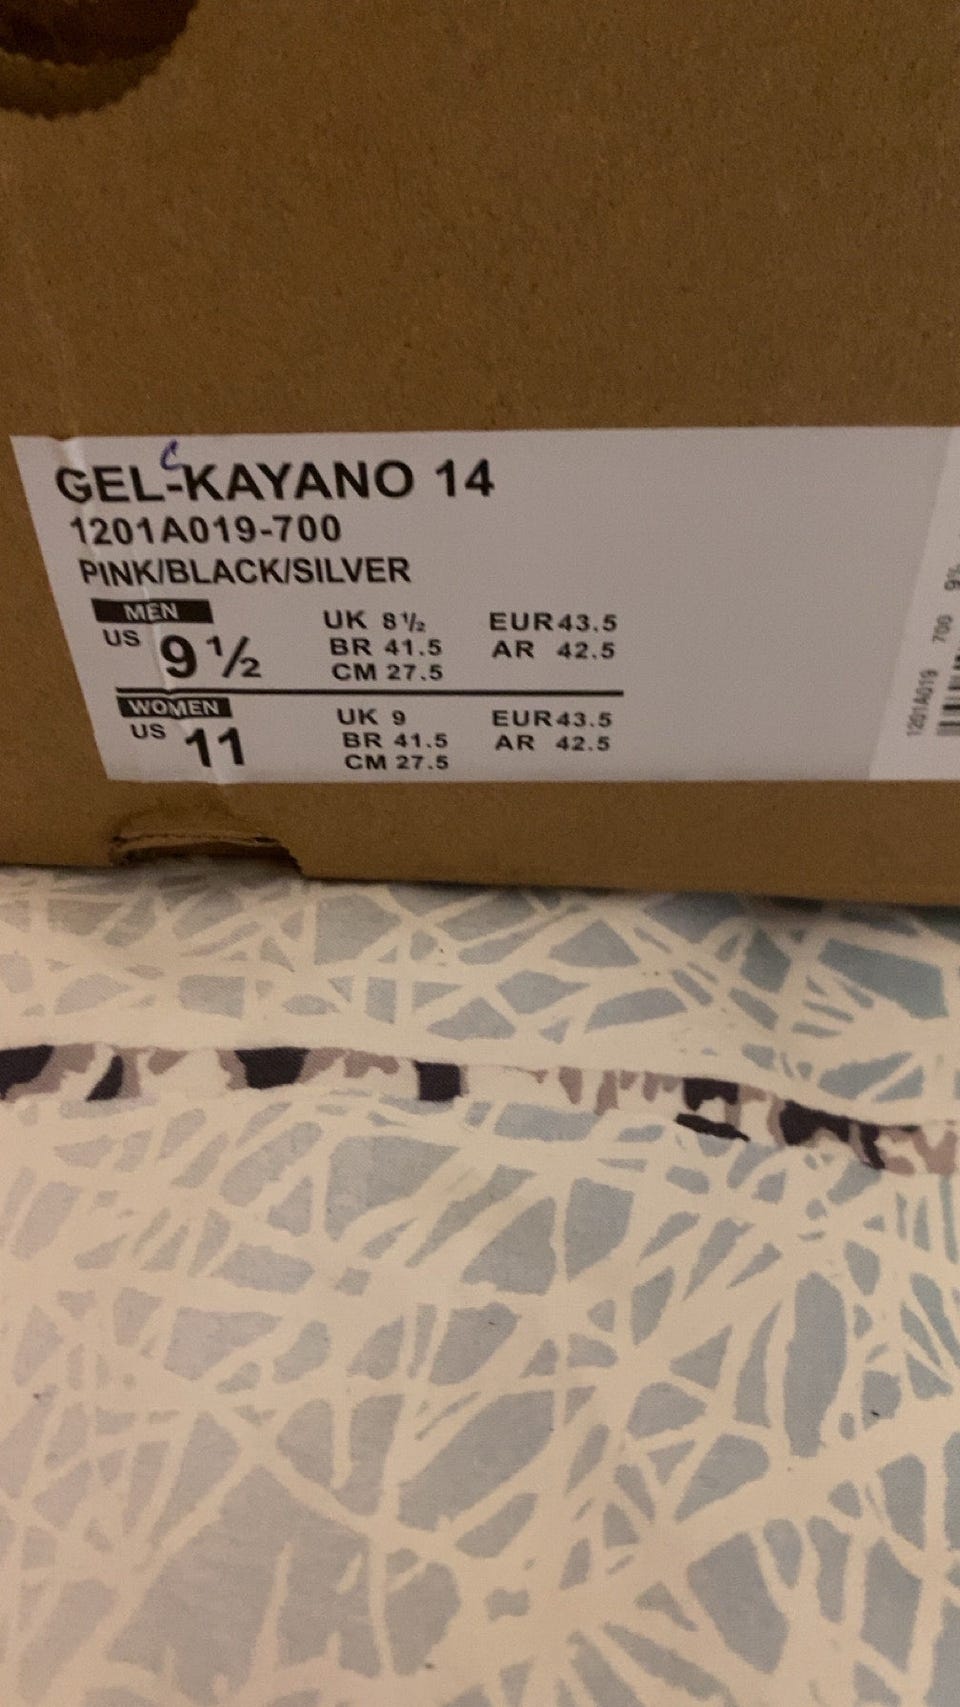 GEL-KAYANO 14
1201A019-700
PINK/BLACK/SILVER
MEN
US 9 1/2
UK 8 1/2 EUR 43.5
BR 41.5 AR 42.5
CM 27.5
WOMEN
US 11
UK 9 EUR 43.5
BR 41.5 AR 42.5
CM 27.5
1201A019 700